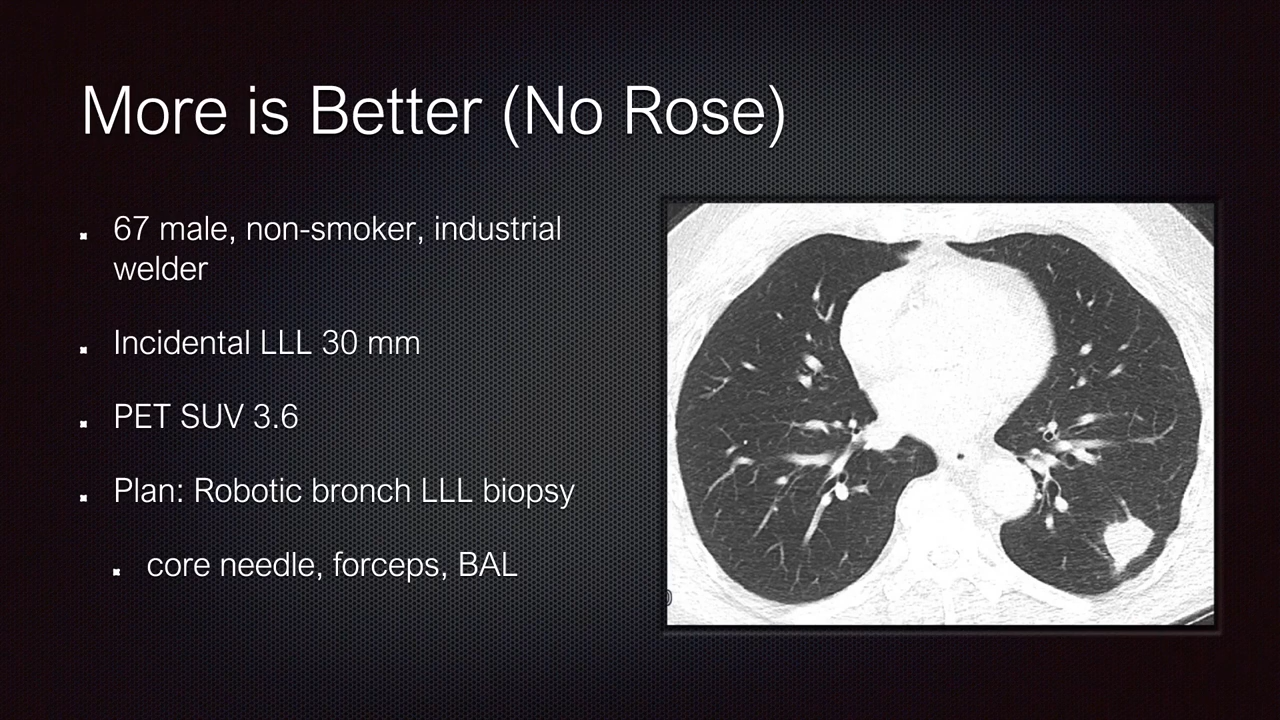 More is Better (No Rose)
67 male, non-smoker, industrial
welder
Incidental LLL 30 mm
PET SUV 3.6
Plan: Robotic bronch LLL biopsy
core needle, forceps, BAL